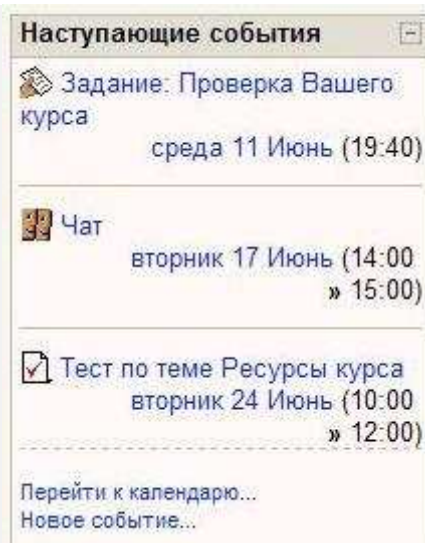 Наступающие события
Задание: Проверка Вашего
курса
среда 11 Июнь (19:40)
Чат
вторник 17 Июнь (14:00
» 15:00)
Тест по теме Ресурсы курса
вторник 24 Июнь (10:00
» 12:00)
Перейти к календарю...
Новое событие...